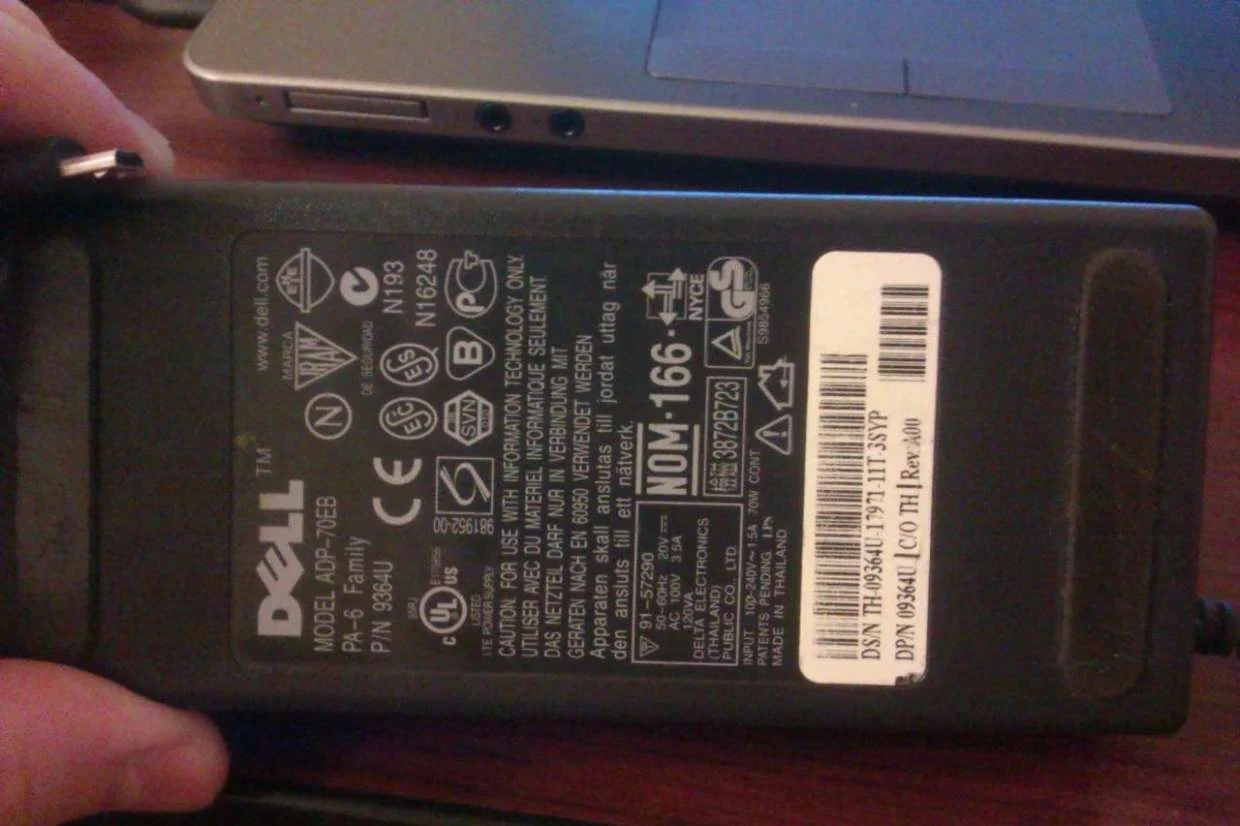 DELL™
www.dell.com
MODEL ADP-70EB
PA-6 Family
P/N 9364U
N
MARCA
IRAM
DE SEGURIDAD
N193
N16248
CE
c UL US
LISTED
E119656
I.T.E POWER SUPPLY
S
981952-00
SVN
B
CAUTION: FOR USE WITH INFORMATION TECHNOLOGY ONLY.
UTILISER AVEC DU MATERIEL INFORMATIQUE SEULEMENT
DAS NETZTEIL DARF NUR IN VERBINDUNG MIT
GERATEN NACH EN 60950 VERWENDET WERDEN
Apparaten skall anslutas till jordat uttag når
den ansluts till ett nätverk.
91-57290
50-60Hz 20V
AC 100V 3.5A
120VA
DELTA ELECTRONICS
(THAILAND)
PUBLIC CO., LTD.
NOM·166·
NYCE
3872B723
GS
S9854966
INPUT 100-240V~1.5A 70W CONT
PATENTS PENDING LPS
MADE IN THAILAND
DS/N TH-09364U-17971-11T-3SYP
DP/N 09364U C/O TH Rev.A00